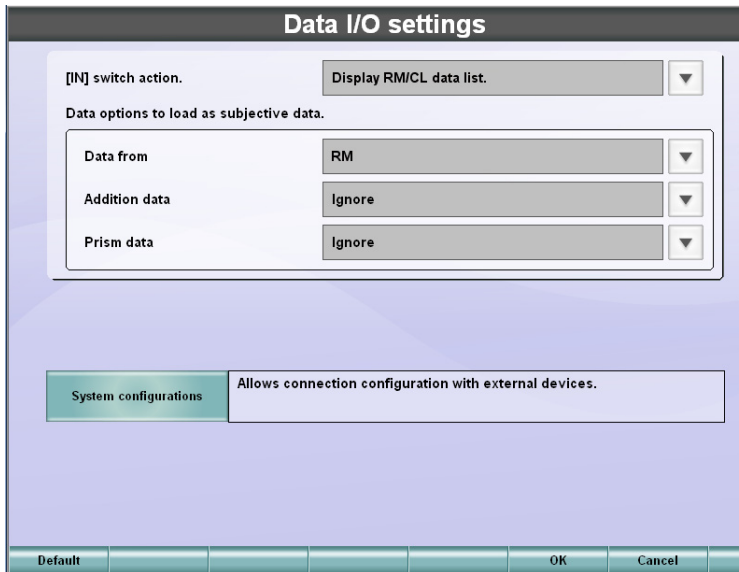 Data I/O settings
[IN] switch action.
Display RM/CL data list.
Data options to load as subjective data.
Data from
RM
Addition data
Ignore
Prism data
Ignore
System configurations
Allows connection configuration with external devices.
Default
OK
Cancel